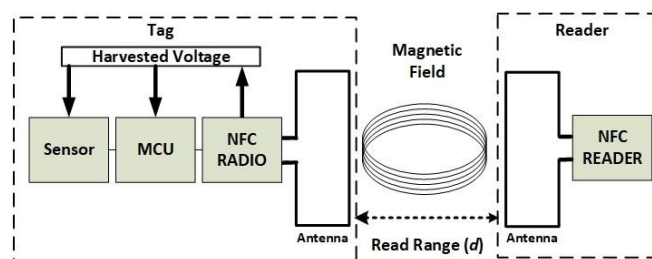 Tag
Reader
Harvested Voltage
Magnetic
Field
Sensor
MCU
NFC
RADIO
NFC
READER
Antenna
Read Range (d)
Antenna